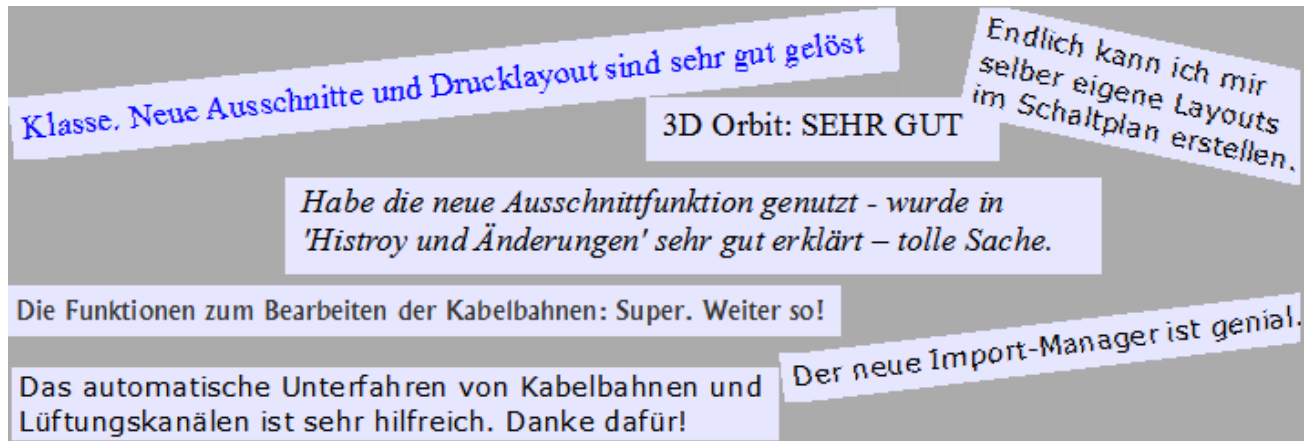 Klasse. Neue Ausschnitte und Drucklayout sind sehr gut gelöst
Endlich kann ich mir
selber eigene Layouts
im Schaltplan erstellen.
3D Orbit: SEHR GUT
Habe die neue Ausschnittfunktion genutzt - wurde in
'Histroy und Änderungen' sehr gut erklärt – tolle Sache.
Die Funktionen zum Bearbeiten der Kabelbahnen: Super. Weiter so!
Der neue Import-Manager ist genial.
Das automatische Unterfahren von Kabelbahnen und
Lüftungskanälen ist sehr hilfreich. Danke dafür!